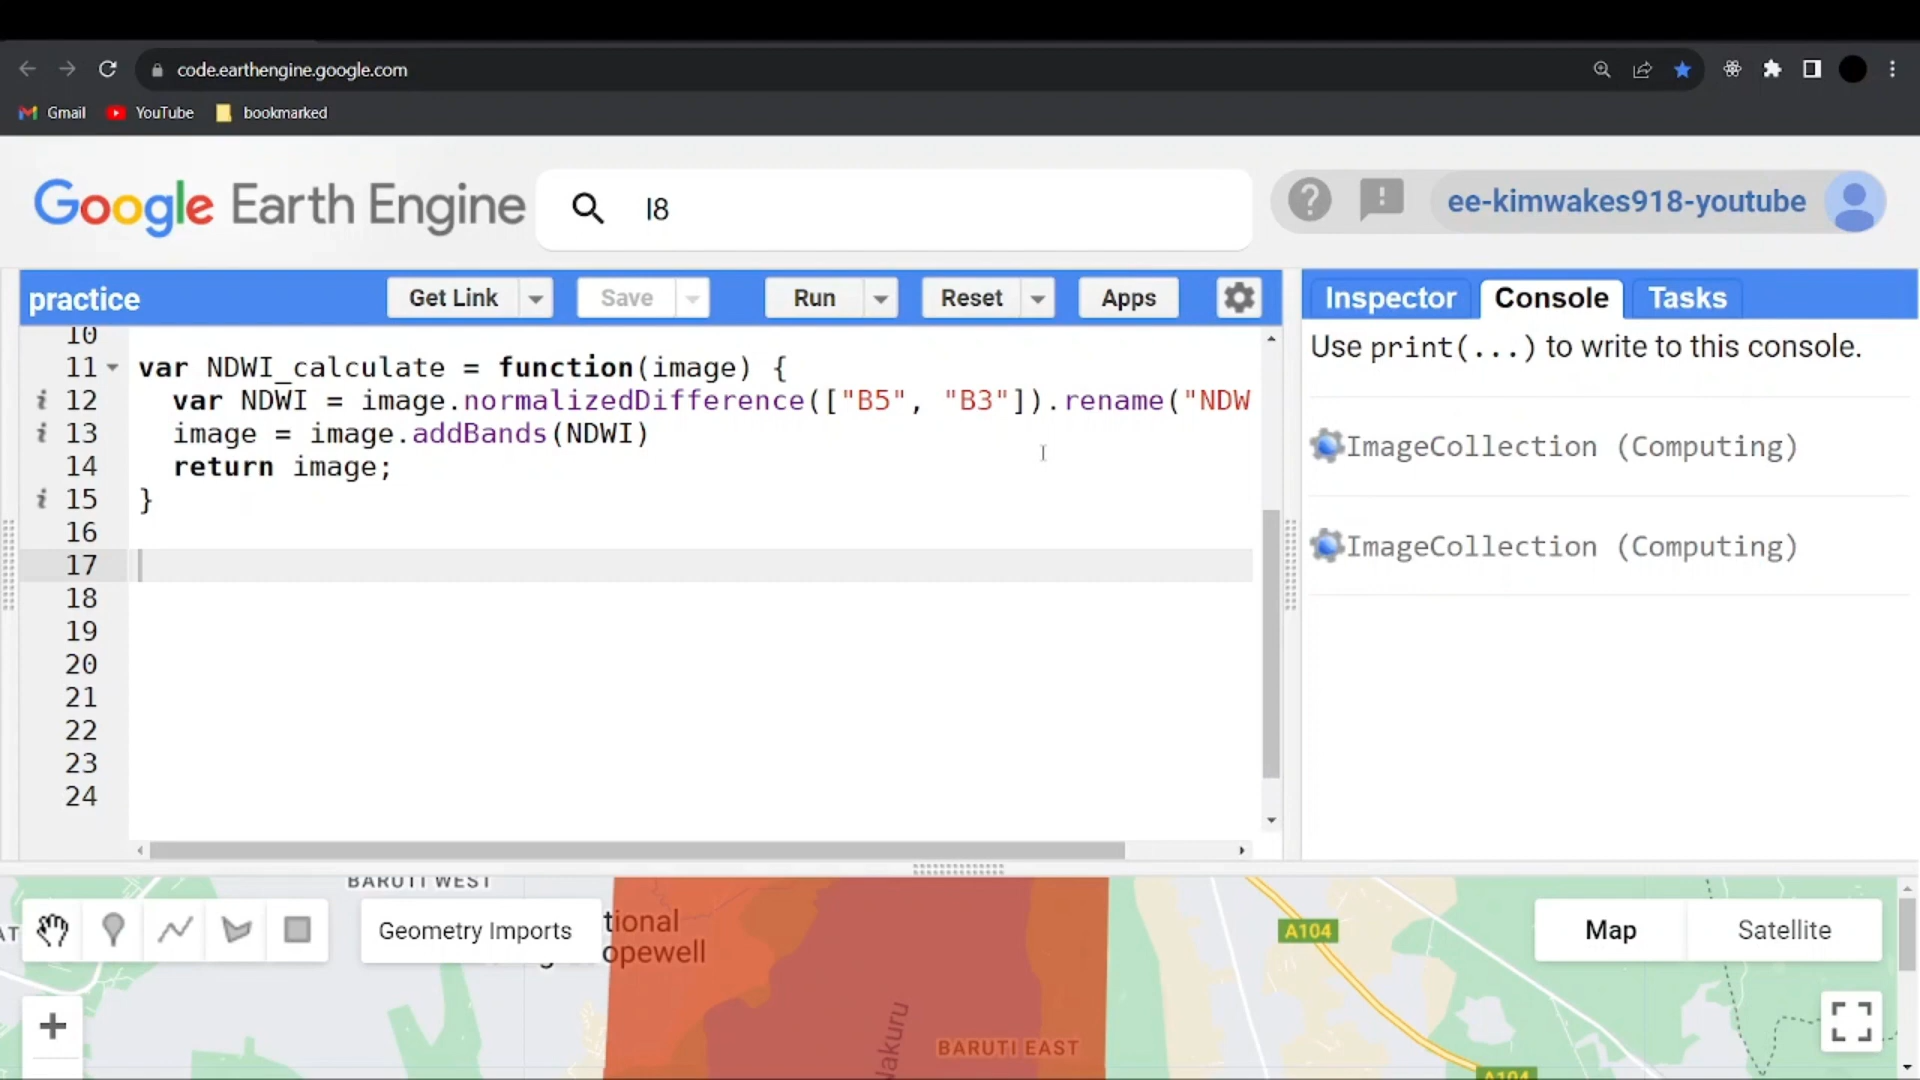 code.earthengine.google.com
Gmail YouTube bookmarked
Google Earth Engine l8 ee-kimwakes918-youtube
practice Get Link Save Run Reset Apps Inspector Console Tasks
Use print(...) to write to this console.
10
11 var NDWI_calculate = function(image) {
i 12 var NDWI = image.normalizedDifference(["B5", "B3"]).rename("NDW
i 13 image = image.addBands(NDWI)
14 return image;
i 15 }
16
17
18
19
20
21
22
23
24
ImageCollection (Computing)
ImageCollection (Computing)
BARUTI WEST
Geometry Imports
tional
opewell
A104
Map Satellite
Nakuru
BARUTI EAST
A104